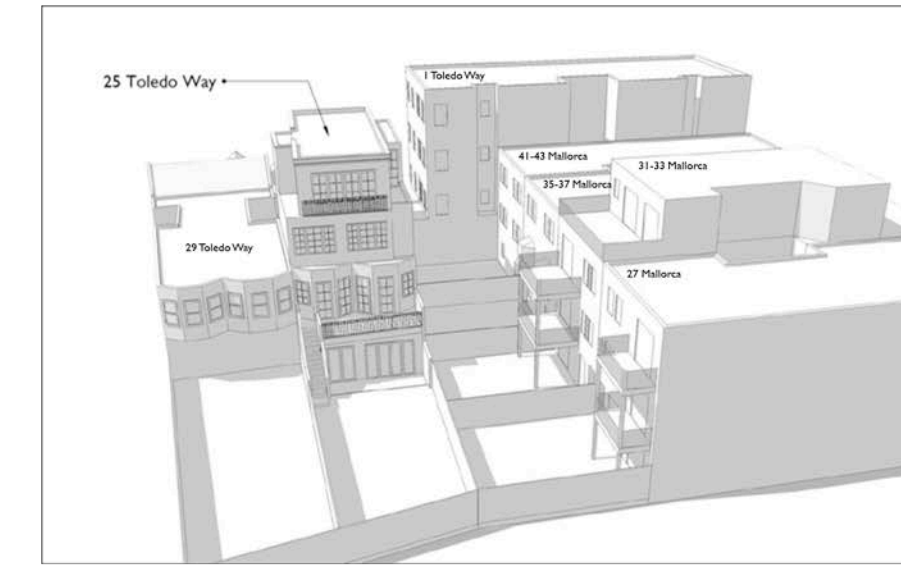 25 Toledo Way
1 Toledo Way
41-43 Mallorca
31-33 Mallorca
35-37 Mallorca
29 Toledo Way
27 Mallorca